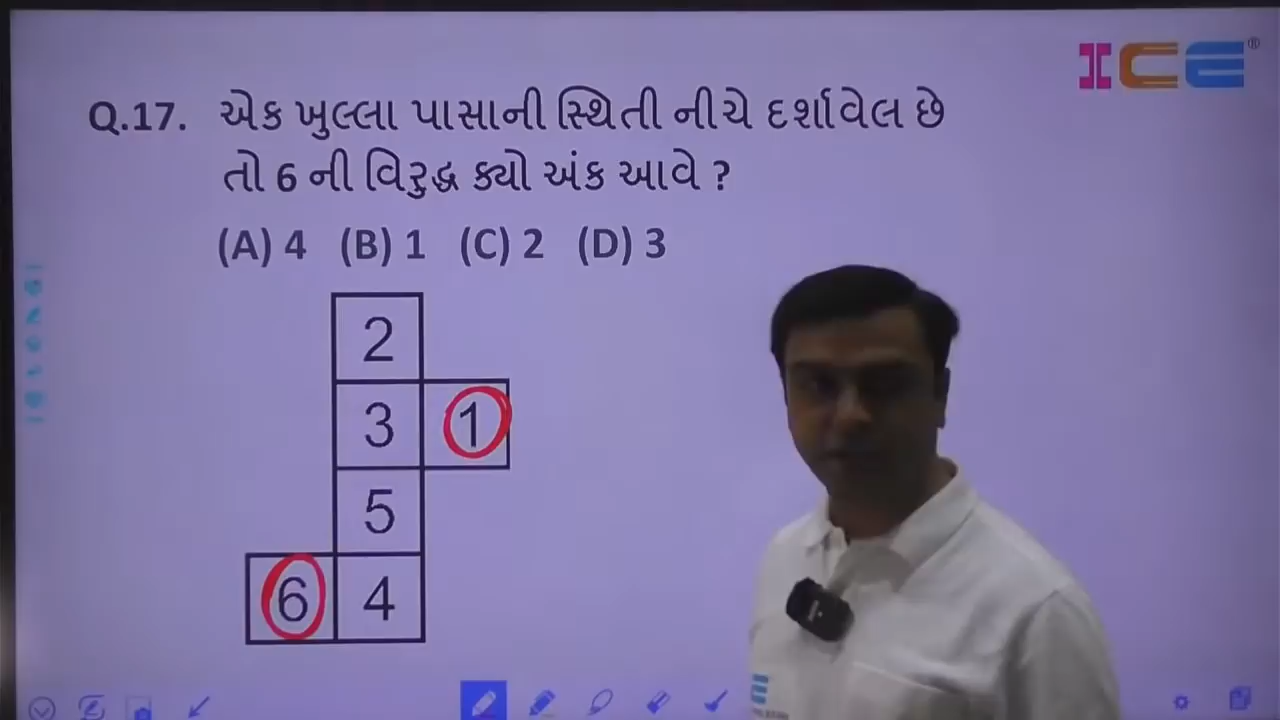 ICE®
Q.17. એક ખુલ્લા પાસાની સ્થિતી નીચે દર્શાવેલ છે
તો 6 ની વિરુદ્ધ ક્યો અંક આવે ?
(A) 4 (B) 1 (C) 2 (D) 3
2
3 1
5
6 4